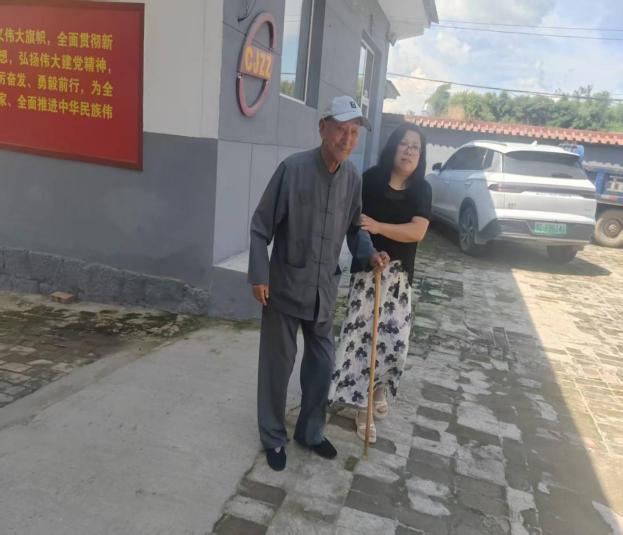 义伟大旗帜，全面贯彻新
想，弘扬伟大建党精神，
厉奋发、勇毅前行，为全
家、全面推进中华民族伟
CJZZ